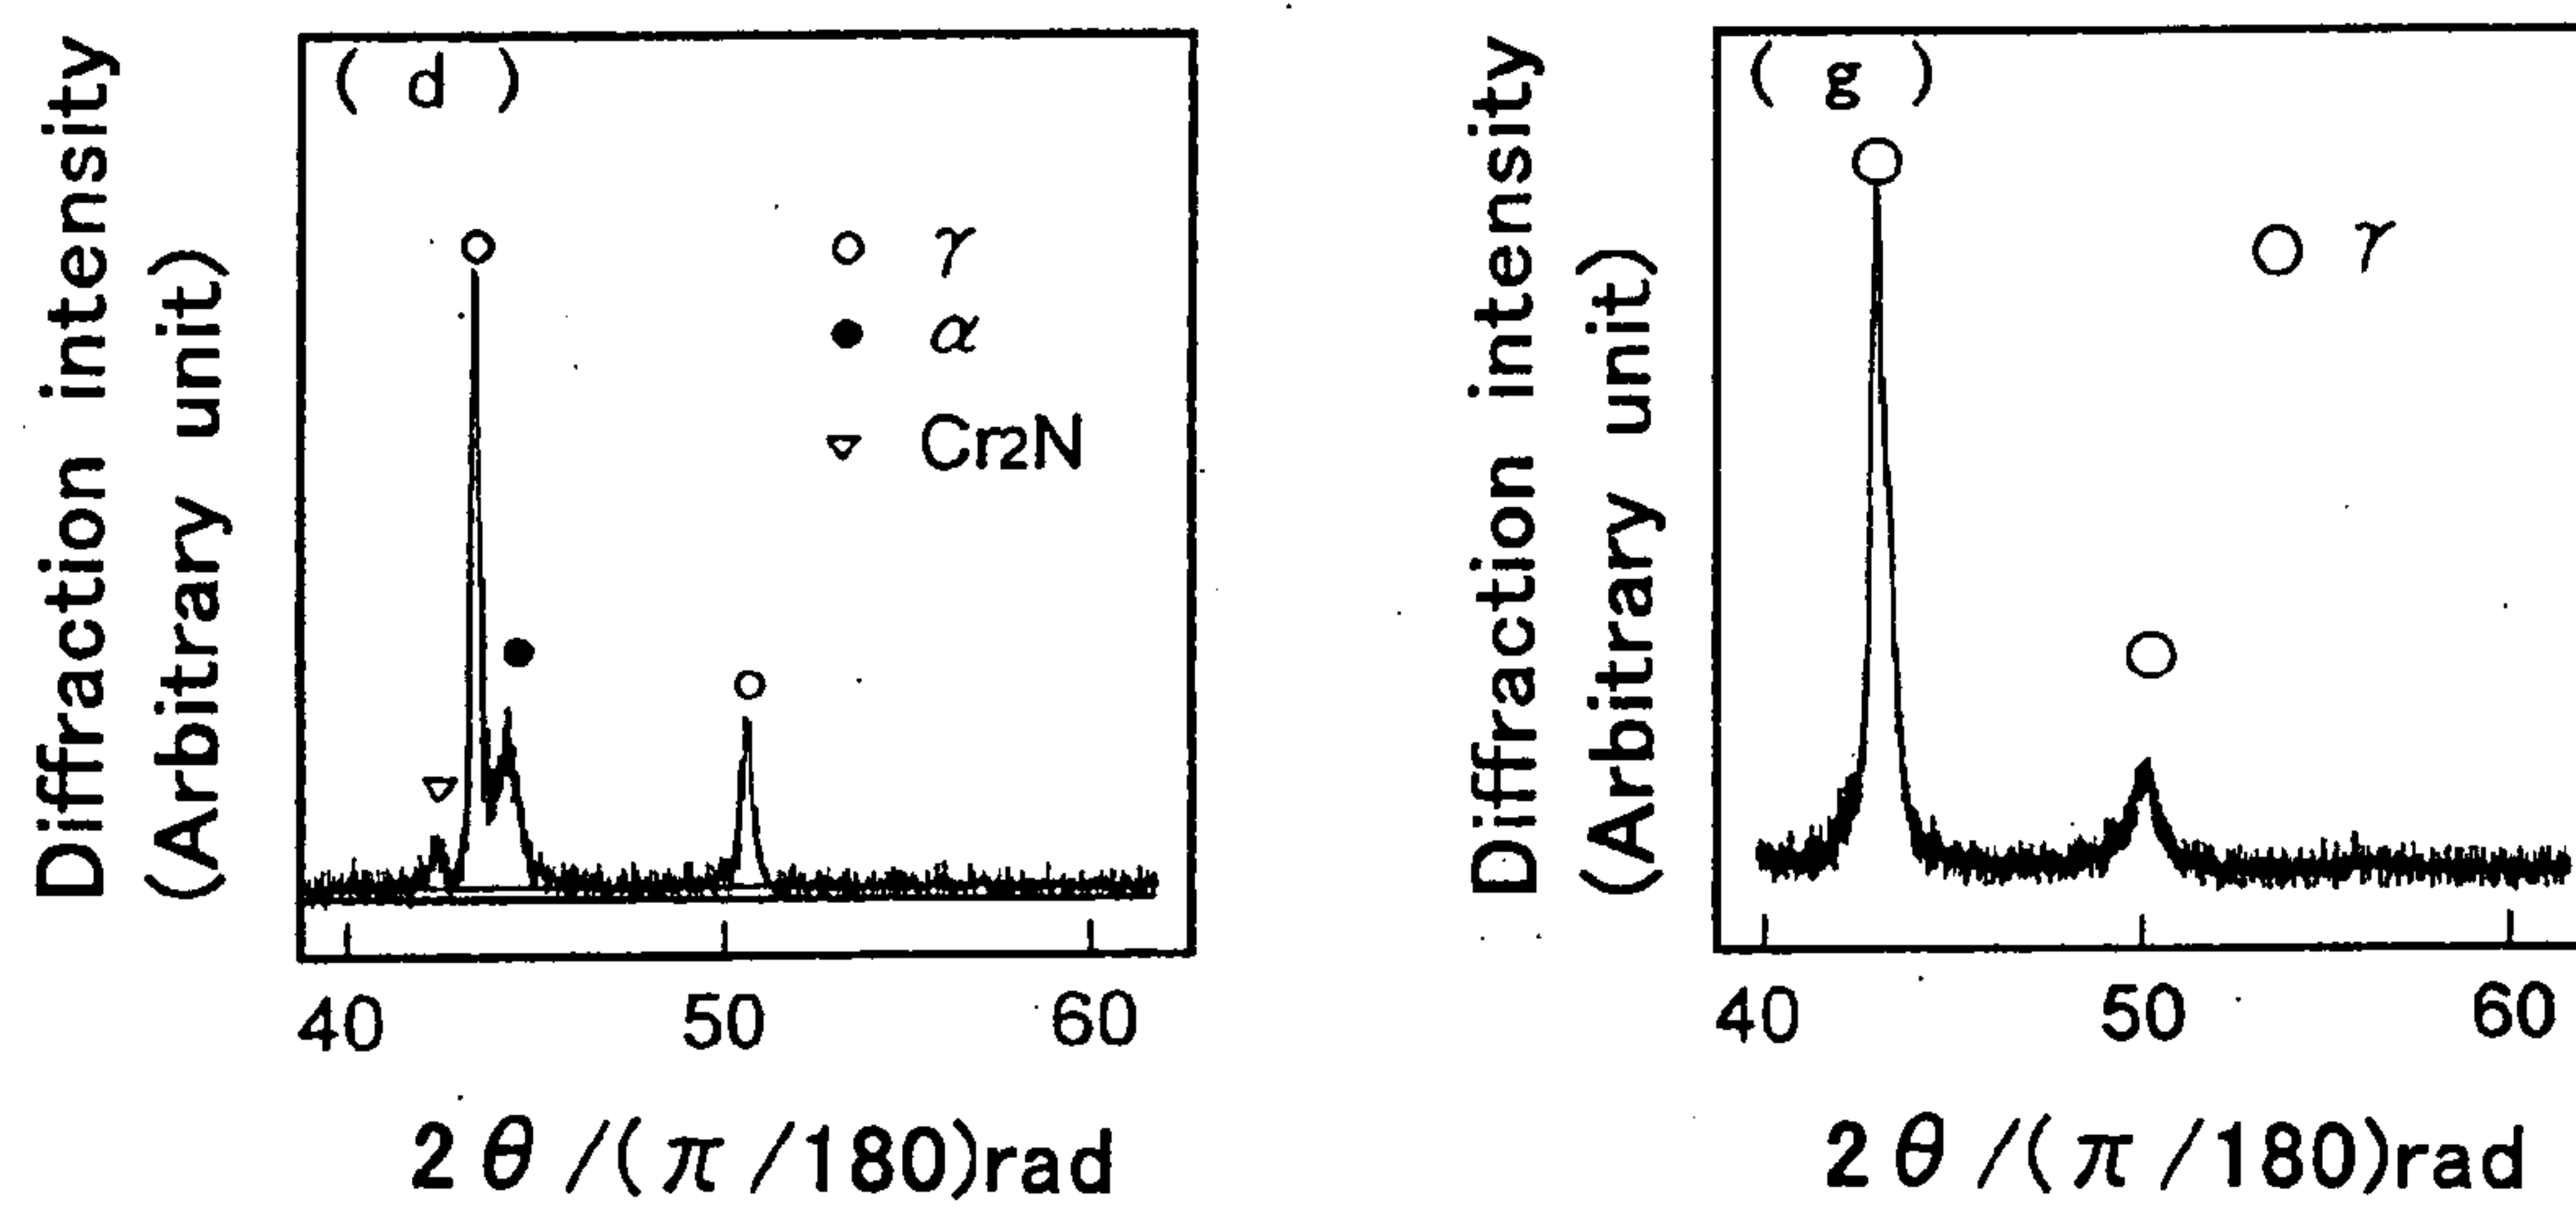 Diffraction intensity
(Arbitrary unit)
( d )
○ γ
● α
▽ Cr2N
40 50 60
2θ/(π/180)rad
Diffraction intensity
(Arbitrary unit)
( g )
○ γ
40 50 60
2θ/(π/180)rad